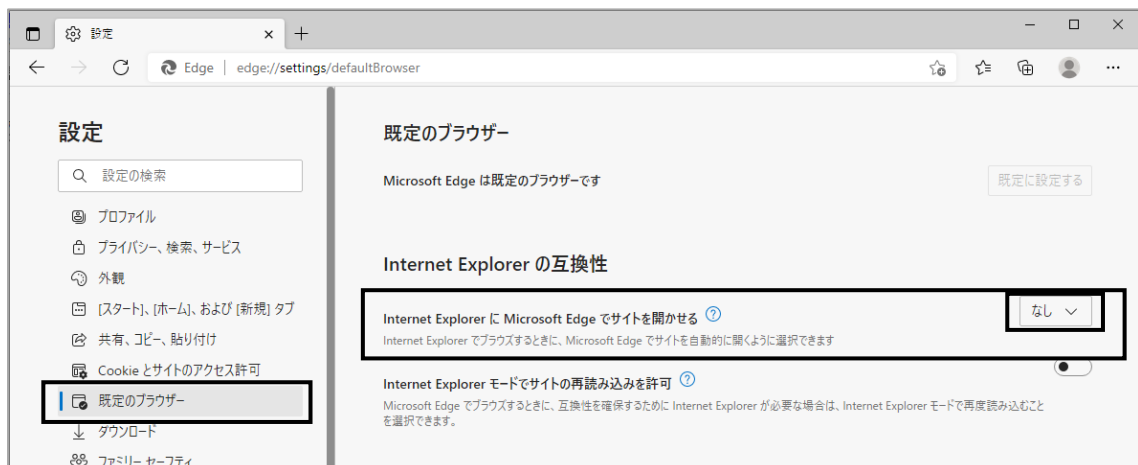 設定
Edge | edge://settings/defaultBrowser
設定
設定の検索
プロファイル
プライバシー、検索、サービス
外観
[スタート]、[ホーム]、および [新規] タブ
共有、コピー、貼り付け
Cookie とサイトのアクセス許可
既定のブラウザー
ダウンロード
ファミリー セーフティ
既定のブラウザー
Microsoft Edge は既定のブラウザーです
既定に設定する
Internet Explorer の互換性
Internet Explorer に Microsoft Edge でサイトを開かせる
なし
Internet Explorer でブラウズするときに、Microsoft Edge でサイトを自動的に開くように選択できます
Internet Explorer モードでサイトの再読み込みを許可
Microsoft Edge でブラウズするときに、互換性を確保するために Internet Explorer が必要な場合は、Internet Explorer モードで再度読み込むこと
を選択できます。